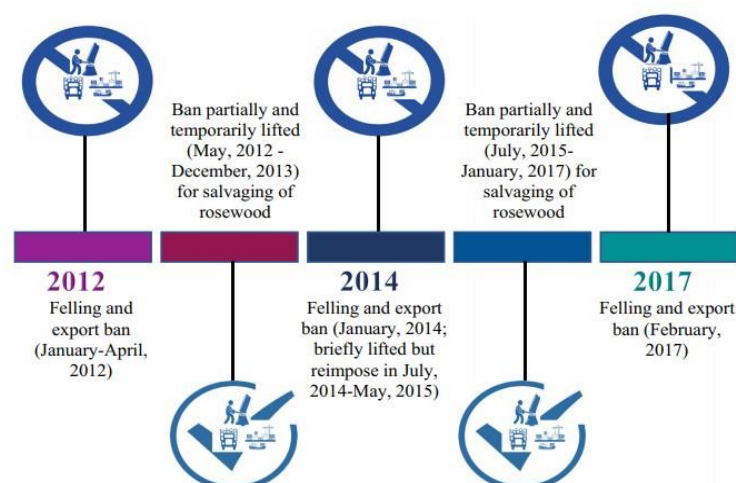 Ban partially and
temporarily lifted
(May, 2012 -
December, 2013)
for salvaging of
rosewood
Ban partially and
temporarily lifted
(July, 2015-
January, 2017) for
salvaging of
rosewood
2012
Felling and
export ban
(January-April,
2012)
2014
Felling and export
ban (January, 2014;
briefly lifted but
reimpose in July,
2014-May, 2015)
2017
Felling and export
ban (February,
2017)